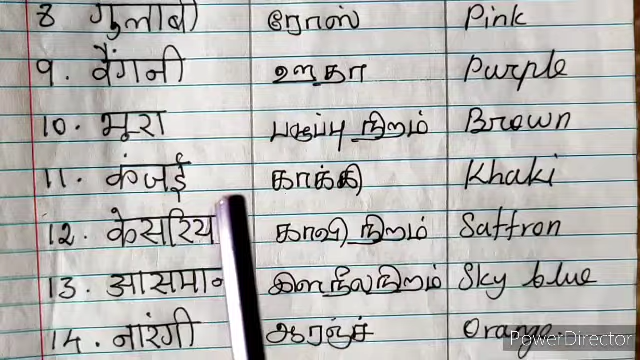 8 गुलाबी ரோஸ் Pink
9. वैंगनी ஊதா Purple
10. भूरा பழுப்பு நிறம் Brown
11. कंजई காக்கி Khaki
12. केसरिय காவி நிறம் Saffron
13. आसमान இளநீலநிறம் Sky blue
14. नारंगी ஆரஞ்ச் Orange
PowerDirector